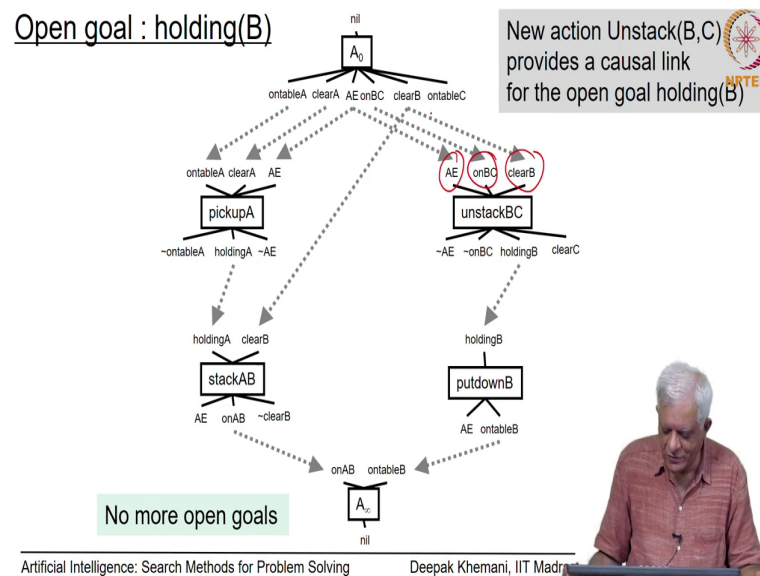 Open goal : holding(B)
New action Unstack(B,C)
provides a causal link
for the open goal holding(B)
NPTEL
nil
A0
ontableA clearA AE onBC clearB ontableC
ontableA clearA AE
AE onBC clearB
pickupA
unstackBC
~ontableA holdingA ~AE
~AE ~onBC holdingB clearC
holdingA clearB
holdingB
stackAB
putdownB
AE onAB ~clearB
AE ontableB
onAB ontableB
A∞
nil
No more open goals
Artificial Intelligence: Search Methods for Problem Solving
Deepak Khemani, IIT Madr